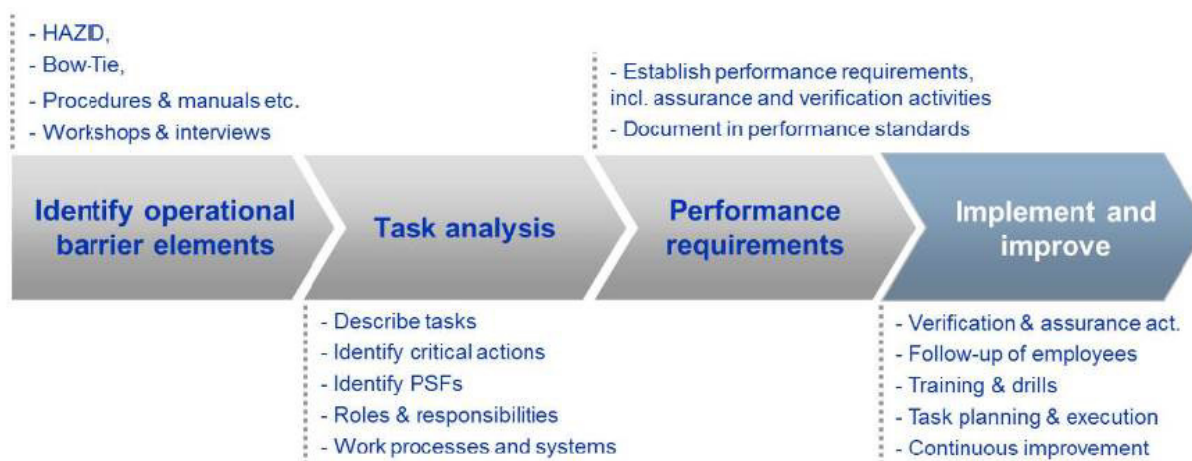 - HAZID,
- Bow-Tie,
- Procedures & manuals etc.
- Workshops & interviews
- Establish performance requirements,
incl. assurance and verification activities
- Document in performance standards
Identify operational
barrier elements
Task analysis
Performance
requirements
Implement and
improve
- Describe tasks
- Identify critical actions
- Identify PSFs
- Roles & responsibilities
- Work processes and systems
- Verification & assurance act.
- Follow-up of employees
- Training & drills
- Task planning & execution
- Continuous improvement